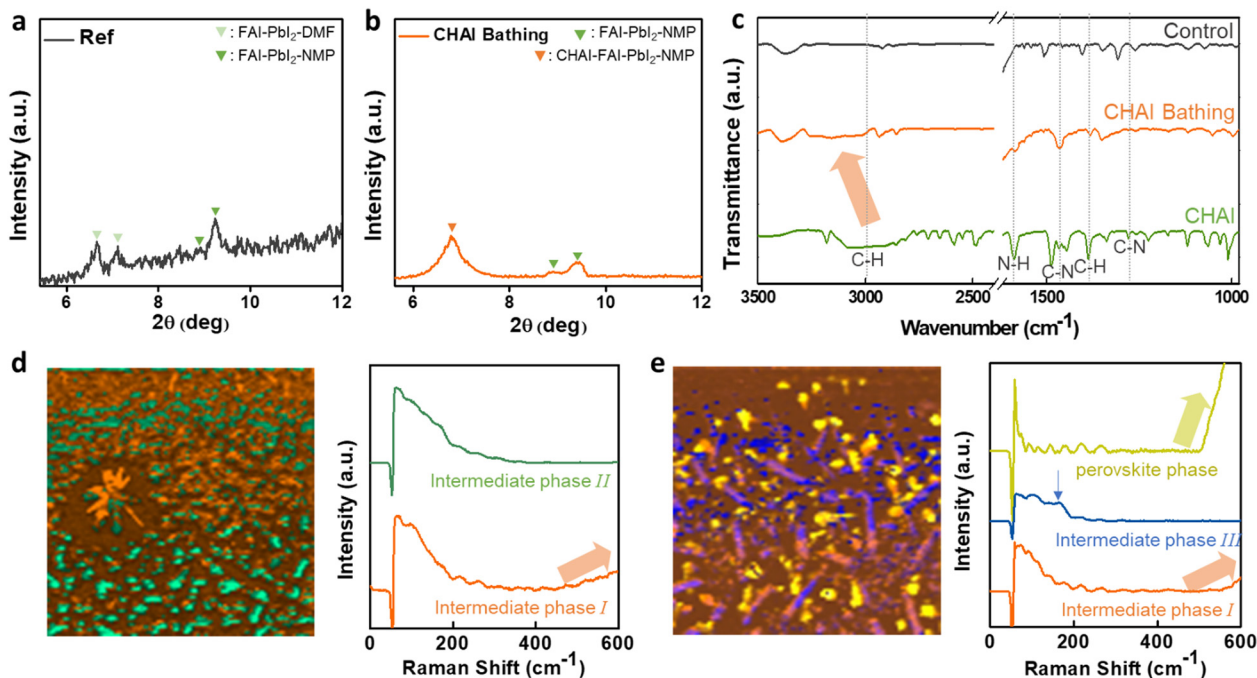 a
Ref
: FAI-PbI₂-DMF
: FAI-PbI₂-NMP
Intensity (a.u.)
6 8 10 12
2θ (deg)
b
CHAI Bathing
: FAI-PbI₂-NMP
: CHAI-FAI-PbI₂-NMP
Intensity (a.u.)
6 8 10 12
2θ (deg)
c
Control
CHAI Bathing
CHAI
C-H
N-H
C-N
C-H
C-N
Transmittance (a.u.)
3500 3000 2500 1500 1000
Wavenumber (cm⁻¹)
d
Intensity (a.u.)
Intermediate phase II
Intermediate phase I
0 200 400 600
Raman Shift (cm⁻¹)
e
Intensity (a.u.)
perovskite phase
Intermediate phase III
Intermediate phase I
0 200 400 600
Raman Shift (cm⁻¹)